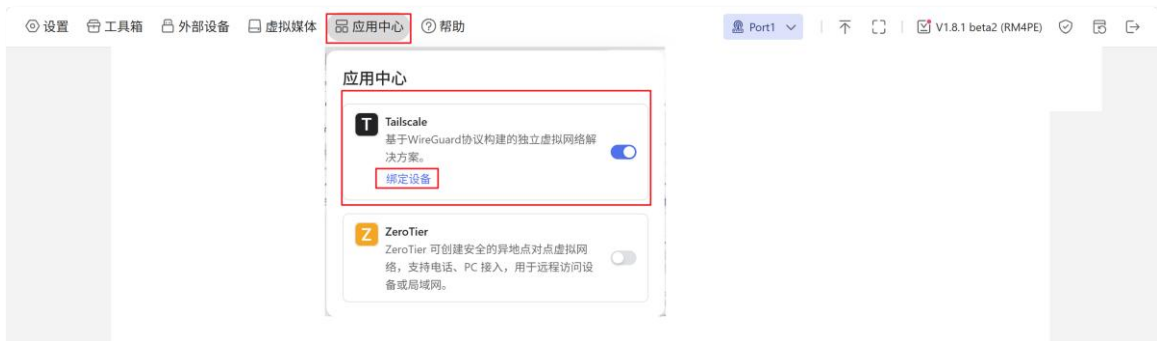 设置 工具箱 外部设备 虚拟媒体 应用中心 帮助 Port1 V1.8.1 beta2 (RM4PE)
应用中心
T Tailscale
基于WireGuard协议构建的独立虚拟网络解
决方案。
绑定设备
Z ZeroTier
ZeroTier 可创建安全的异地点对点虚拟网
络，支持电话、PC 接入，用于远程访问设
备或局域网。